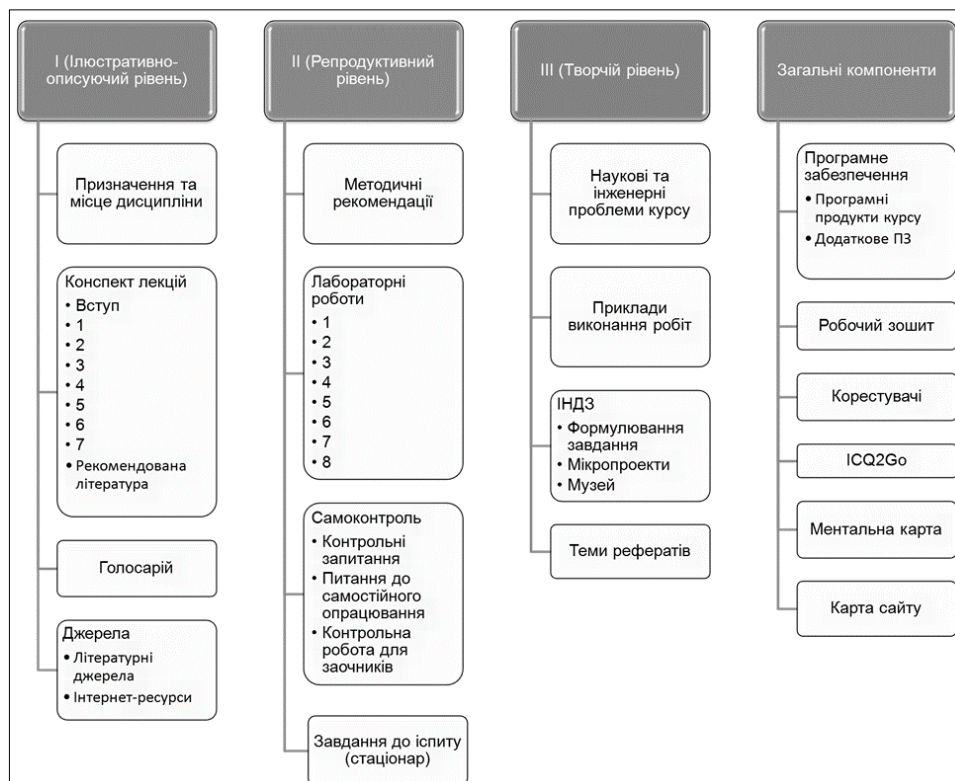 I (Ілюстративно-
описуючий рівень)
Призначення та
місце дисципліни
Конспект лекцій
• Вступ
• 1
• 2
• 3
• 4
• 5
• 6
• 7
• Рекомендована
література
Голосарій
Джерела
• Літературні
джерела
• Інтернет-ресурси
II (Репродуктивний
рівень)
Методичні
рекомендації
Лабораторні
роботи
• 1
• 2
• 3
• 4
• 5
• 6
• 7
• 8
Самоконтроль
• Контрольні
запитання
• Питання до
самостійного
опрацювання
• Контрольна
робота для
заочників
Завдання до іспиту
(стаціонар)
III (Творчій рівень)
Наукові та
інженерні
проблеми курсу
Приклади
виконання робіт
ІНДЗ
• Формулювання
завдання
• Мікропроекти
• Музей
Теми рефератів
Загальні компоненти
Програмне
забезпечення
• Програмні
продукти курсу
• Додаткове ПЗ
Робочий зошит
Корестувачі
ICQ2Go
Ментальна карта
Карта сайту